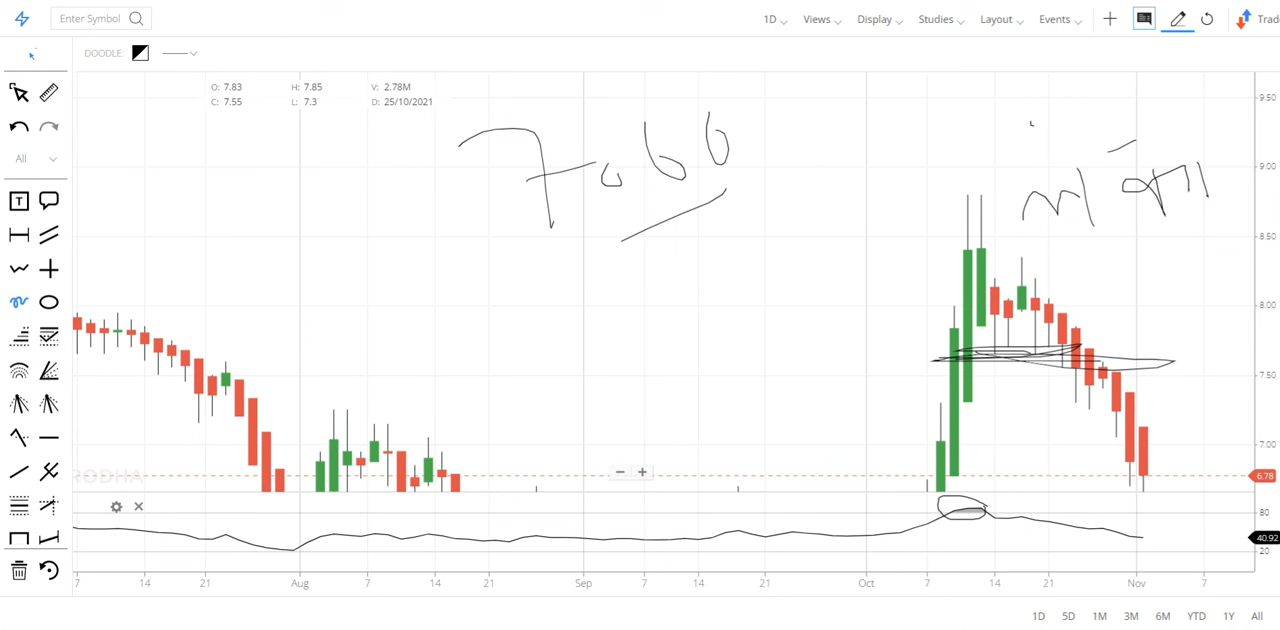 Enter Symbol
1D Views Display Studies Layout Events Trad
DOODLE:
O: 7.83 H: 7.85 V: 2.78M
C: 7.55 L: 7.3 D: 25/10/2021
All
T
9.50
9.00
8.50
8.00
7.50
7.00
6.78
RODHA
80
40.92
20
7 14 21 Aug 7 14 21 Sep 7 14 21 Oct 7 14 21 Nov 7
1D 5D 1M 3M 6M YTD 1Y All